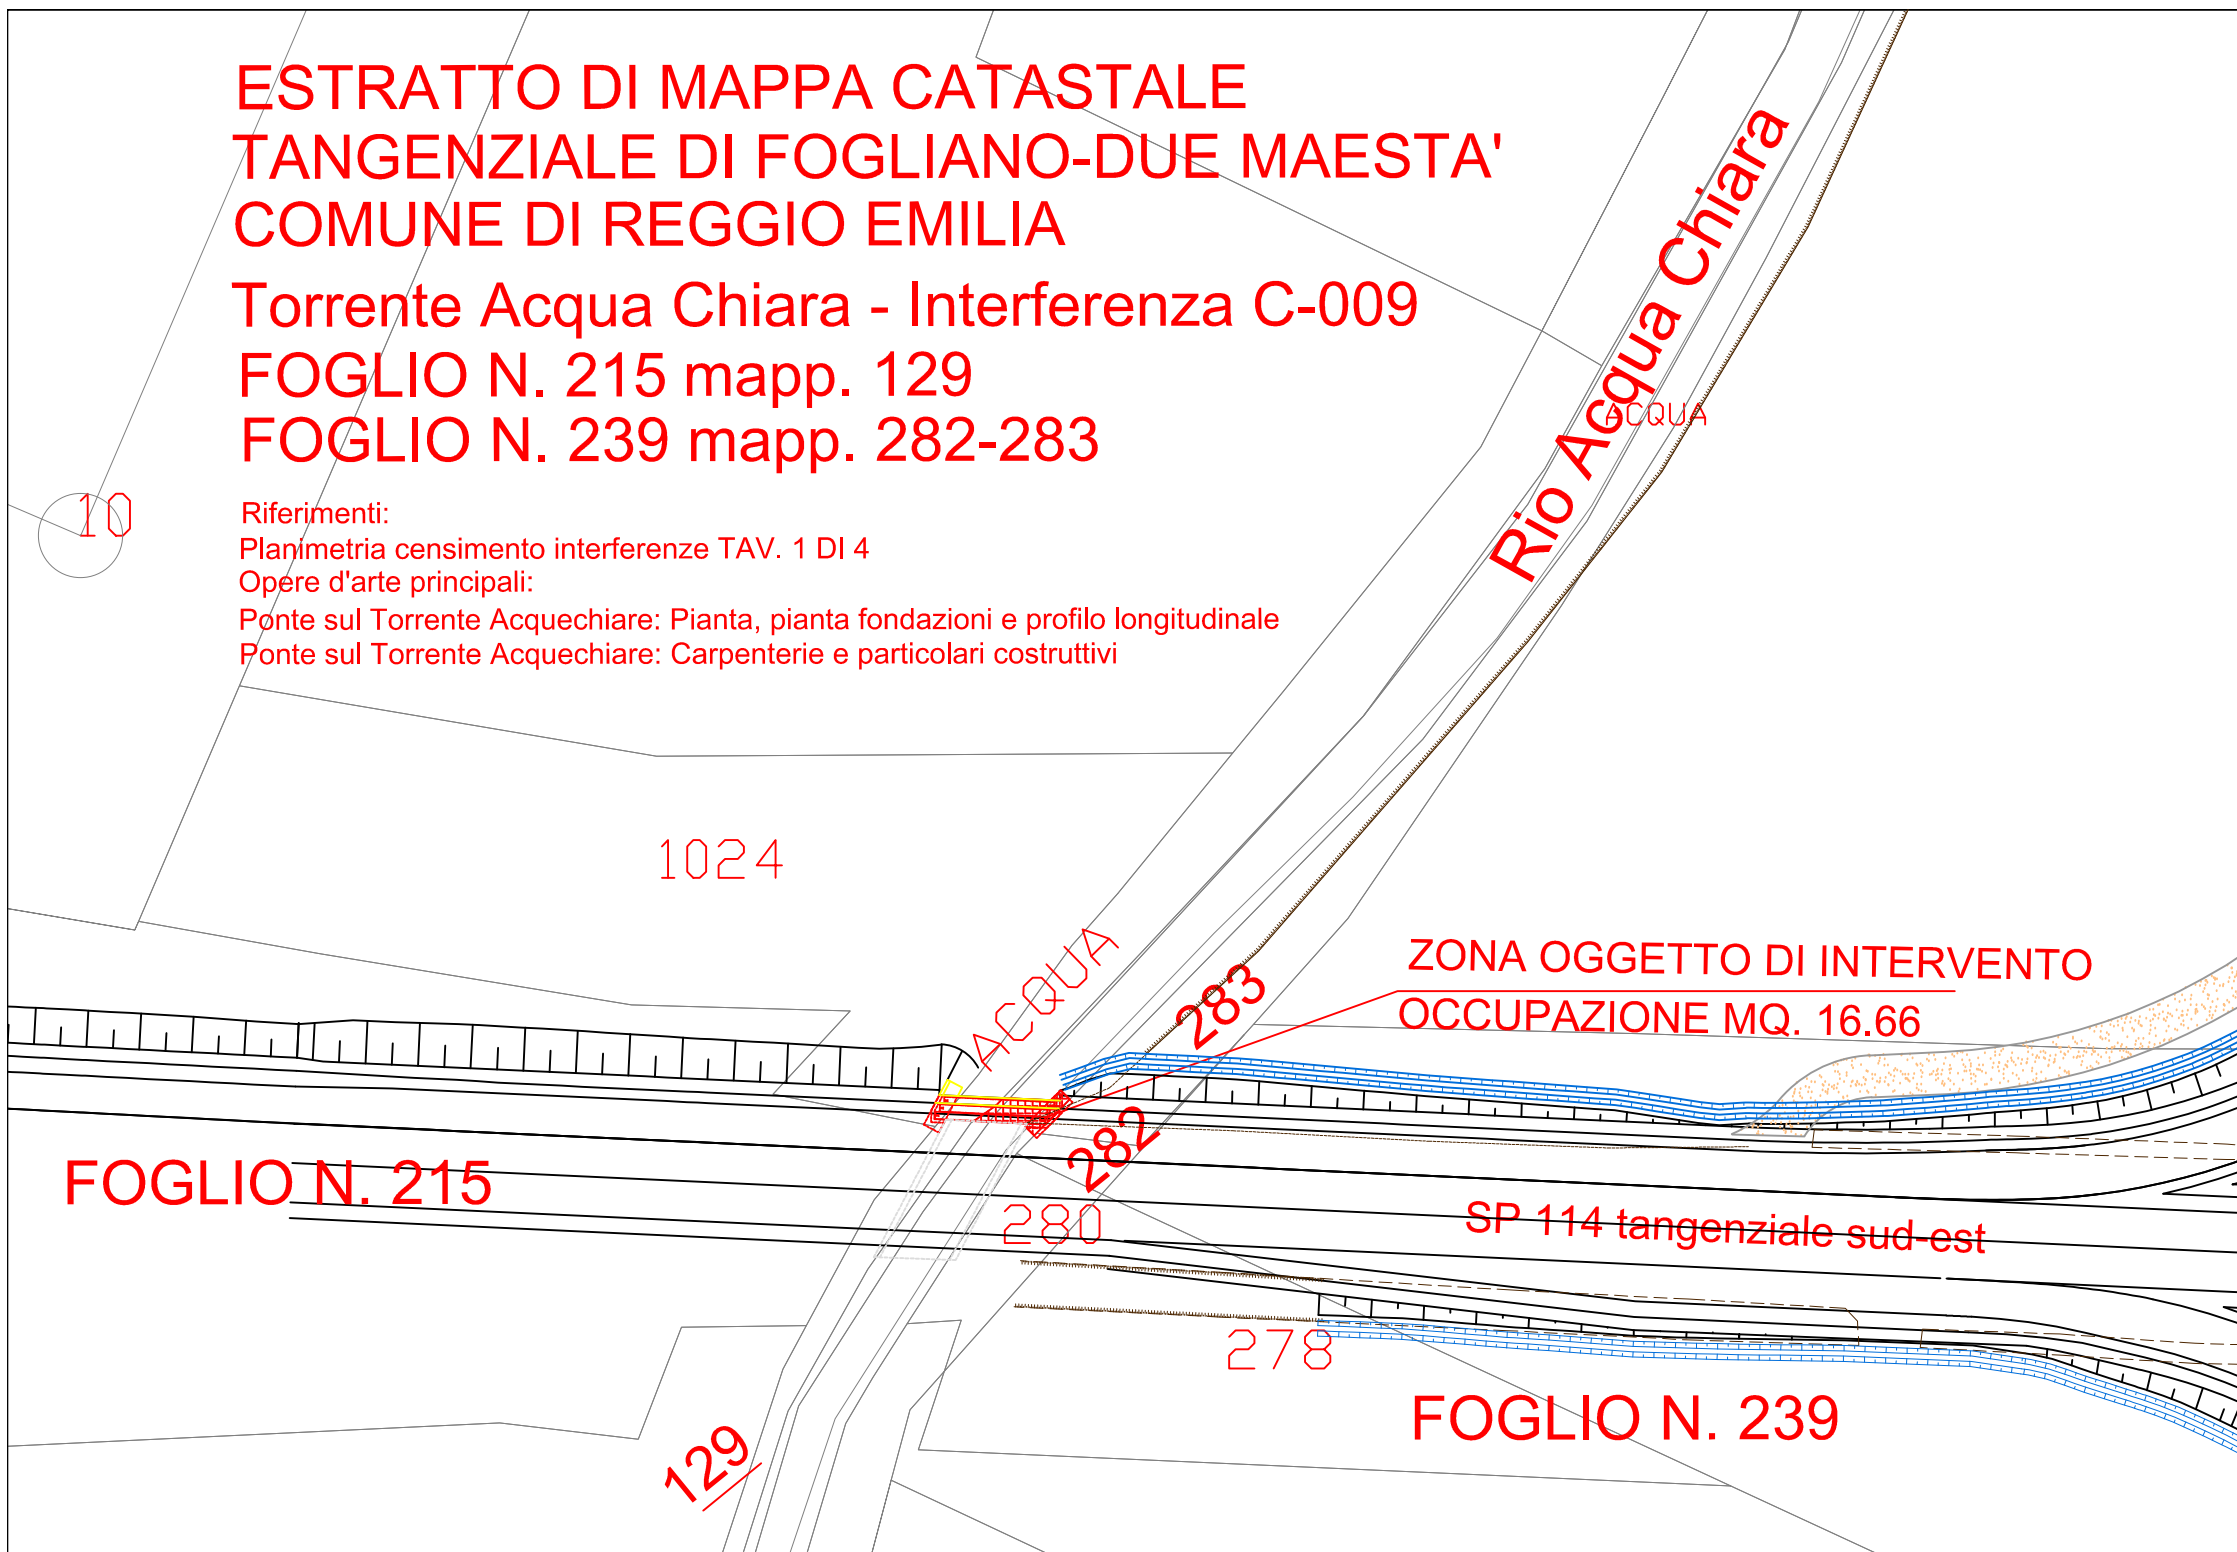 ESTRATTO DI MAPPA CATASTALE
TANGENZIALE DI FOGLIANO-DUE MAESTA'
COMUNE DI REGGIO EMILIA
Torrente Acqua Chiara - Interferenza C-009
FOGLIO N. 215 mapp. 129
FOGLIO N. 239 mapp. 282-283
Riferimenti:
Planimetria censimento interferenze TAV. 1 DI 4
Opere d'arte principali:
Ponte sul Torrente Acquechiare: Pianta, pianta fondazioni e profilo longitudinale
Ponte sul Torrente Acquechiare: Carpenterie e particolari costruttivi
10
Rio Acqua Chiara
ACQUA
1024
ACQUA
283
ZONA OGGETTO DI INTERVENTO
OCCUPAZIONE MQ. 16.66
282
FOGLIO N. 215
280
SP 114 tangenziale sud-est
278
FOGLIO N. 239
129